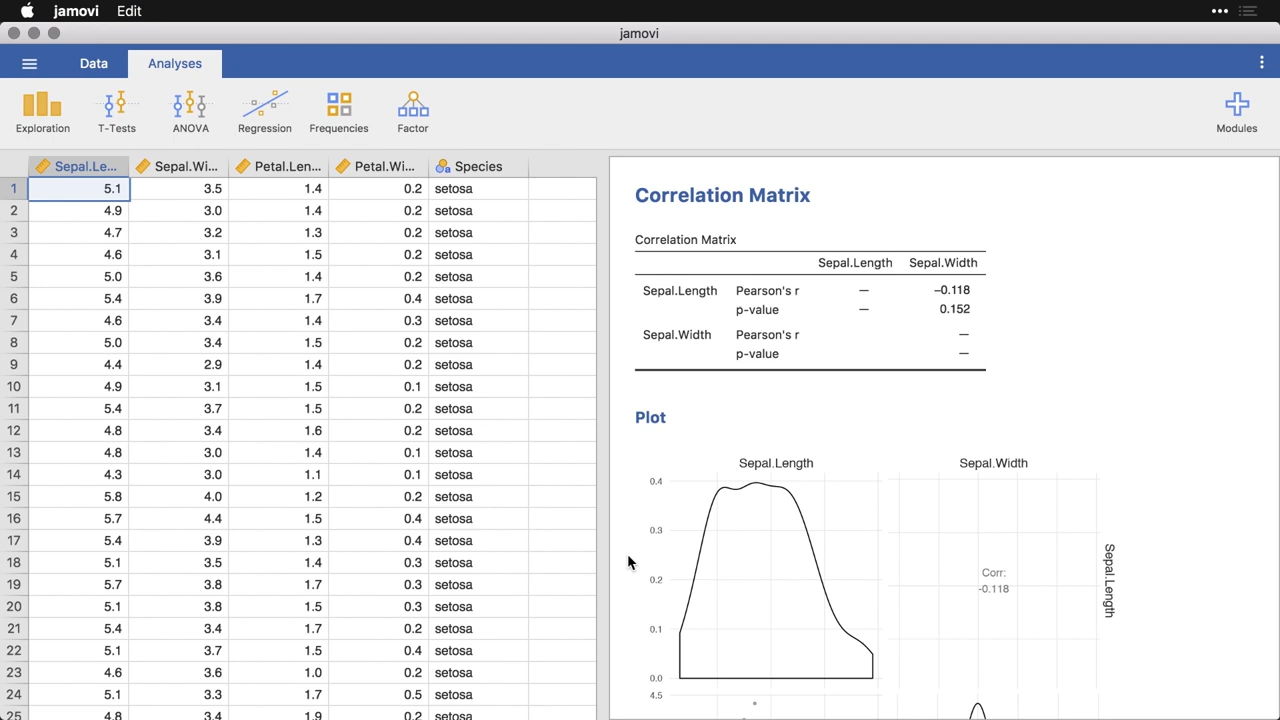 jamovi Edit
jamovi
Data Analyses
Exploration T-Tests ANOVA Regression Frequencies Factor Modules
Sepal.Le... Sepal.Wi... Petal.Len... Petal.Wi... Species
1 5.1 3.5 1.4 0.2 setosa
2 4.9 3.0 1.4 0.2 setosa
3 4.7 3.2 1.3 0.2 setosa
4 4.6 3.1 1.5 0.2 setosa
5 5.0 3.6 1.4 0.2 setosa
6 5.4 3.9 1.7 0.4 setosa
7 4.6 3.4 1.4 0.3 setosa
8 5.0 3.4 1.5 0.2 setosa
9 4.4 2.9 1.4 0.2 setosa
10 4.9 3.1 1.5 0.1 setosa
11 5.4 3.7 1.5 0.2 setosa
12 4.8 3.4 1.6 0.2 setosa
13 4.8 3.0 1.4 0.1 setosa
14 4.3 3.0 1.1 0.1 setosa
15 5.8 4.0 1.2 0.2 setosa
16 5.7 4.4 1.5 0.4 setosa
17 5.4 3.9 1.3 0.4 setosa
18 5.1 3.5 1.4 0.3 setosa
19 5.7 3.8 1.7 0.3 setosa
20 5.1 3.8 1.5 0.3 setosa
21 5.4 3.4 1.7 0.2 setosa
22 5.1 3.7 1.5 0.4 setosa
23 4.6 3.6 1.0 0.2 setosa
24 5.1 3.3 1.7 0.5 setosa
25 4.8 3.4 1.9 0.2 setosa
Correlation Matrix
Correlation Matrix
Sepal.Length Sepal.Width
Sepal.Length Pearson's r — -0.118
p-value — 0.152
Sepal.Width Pearson's r —
p-value —
Plot
Sepal.Length Sepal.Width
0.4
0.3
0.2
0.1
0.0
4.5
Corr:
-0.118
Sepal.Length